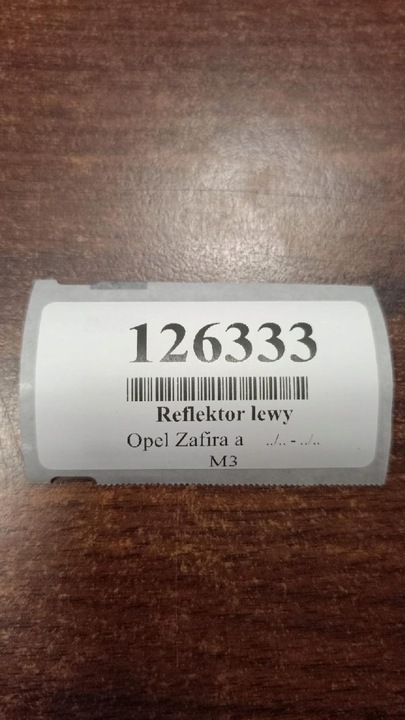 126333
Reflektor lewy
Opel Zafira a ../.. - ../..
M3